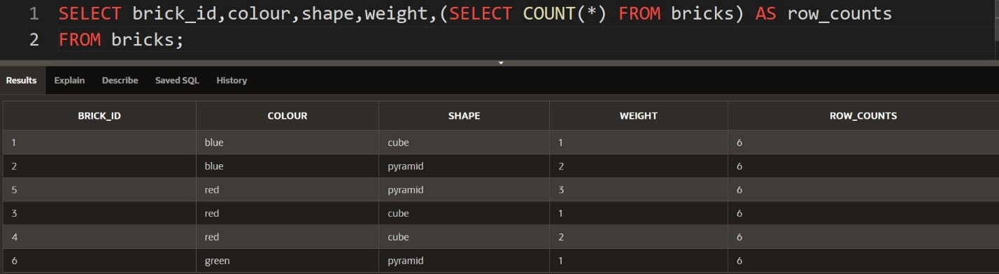 1 SELECT brick_id,colour,shape,weight,(SELECT COUNT(*) FROM bricks) AS row_counts
2 FROM bricks;
Results Explain Describe Saved SQL History
BRICK_ID COLOUR SHAPE WEIGHT ROW_COUNTS
1 blue cube 1 6
2 blue pyramid 2 6
5 red pyramid 3 6
3 red cube 1 6
4 red cube 2 6
6 green pyramid 1 6